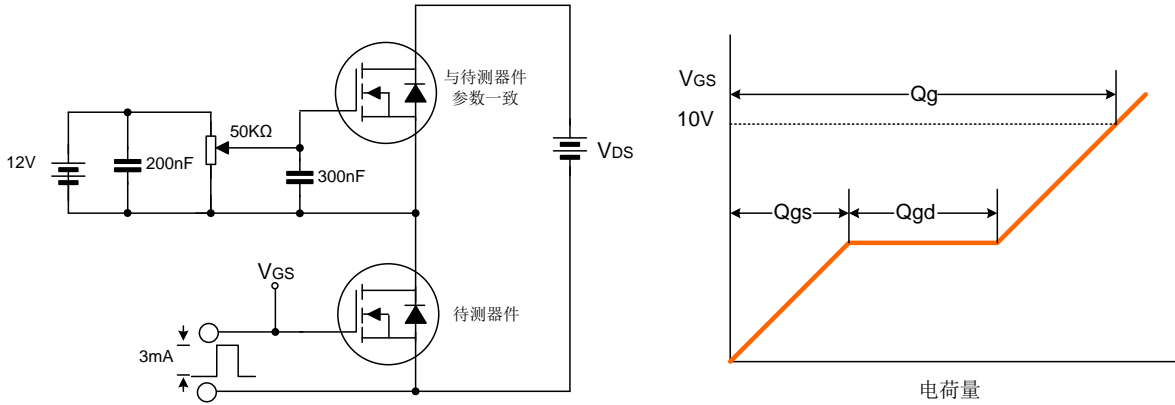 与待测器件
参数一致
12V
200nF
50KΩ
300nF
VDS
VGS
待测器件
3mA
VGS
10V
Qg
Qgs
Qgd
电荷量